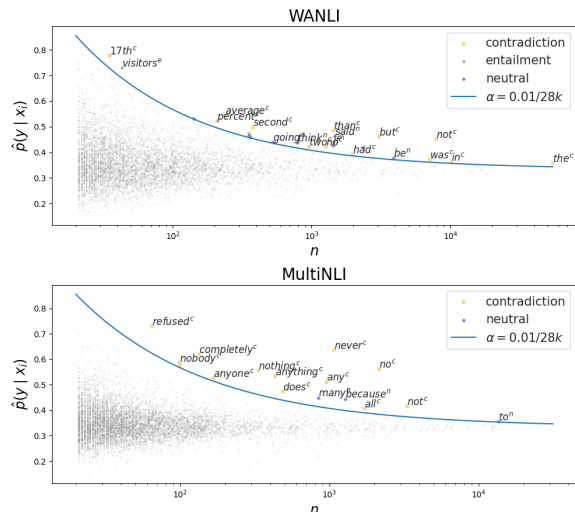 WANLI
0.8
0.7
0.6
0.5
0.4
0.3
0.2
p̂(y | xᵢ)
17thᶜ
visitorsᵉ
averageᶜ
percentⁿ
secondᶜ
goingⁿ
thinkⁿ
thanᶜ
saidⁿ
butᶜ
notᶜ
hadᶜ
beⁿ
wasᶜ
inᶜ
theᶜ
contradiction
entailment
neutral
α = 0.01/28k
10²
10³
10⁴
n
MultiNLI
0.8
0.7
0.6
0.5
0.4
0.3
0.2
p̂(y | xᵢ)
refusedᶜ
completelyᶜ
nobodyᶜ
anyoneᶜ
nothingᶜ
anythingᶜ
doesᶜ
neverᶜ
anyᶜ
noᶜ
manyⁿ
becauseⁿ
allᶜ
notᶜ
toⁿ
contradiction
neutral
α = 0.01/28k
10²
10³
10⁴
n